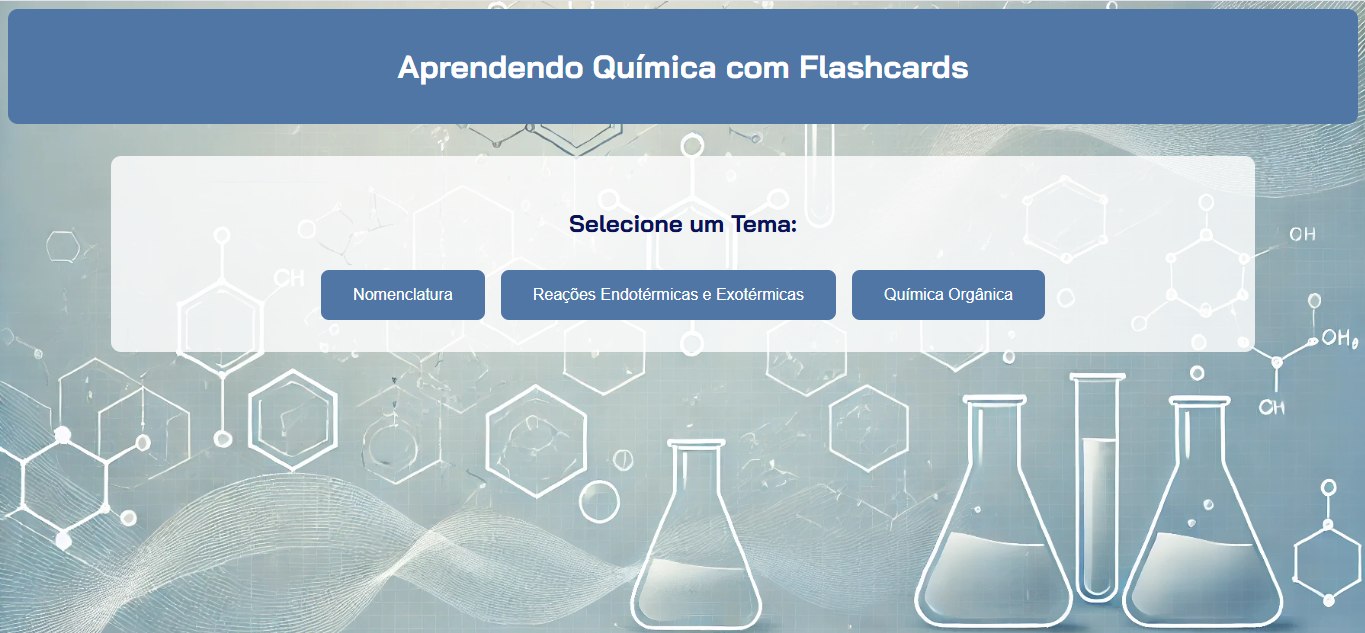 Aprendendo Química com Flashcards
Selecione um Tema:
Nomenclatura
Reações Endotérmicas e Exotérmicas
Química Orgânica
CH
OH
OH
CH